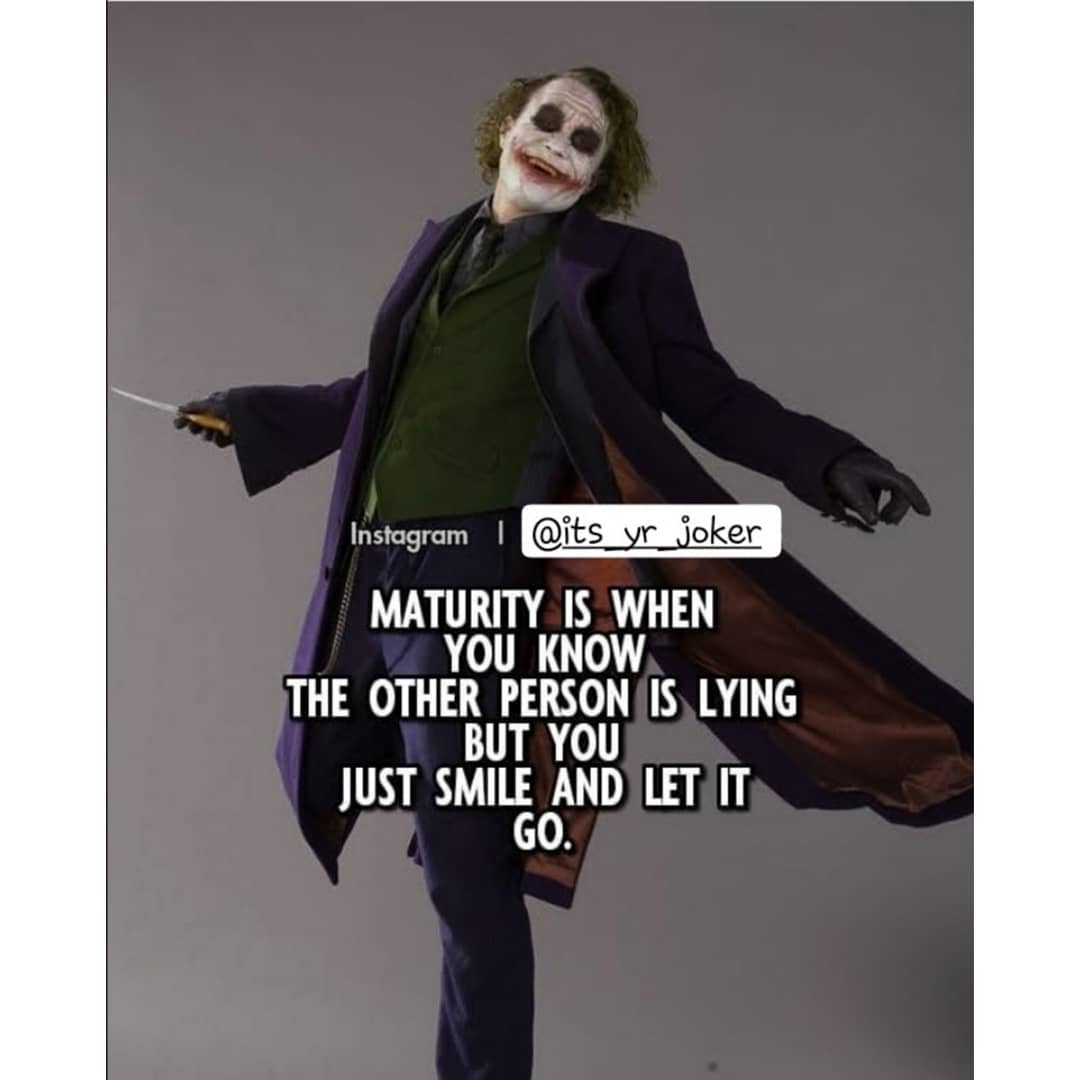 Instagram | @its_yr_joker
MATURITY IS WHEN
YOU KNOW
THE OTHER PERSON IS LYING
BUT YOU
JUST SMILE AND LET IT
GO.